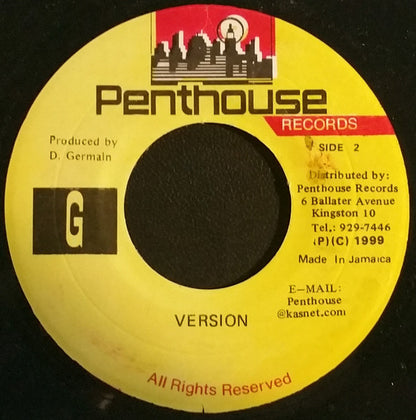 Penthouse
RECORDS
Produced by
D. Germain
SIDE 2
Distributed by:
Penthouse Records
6 Ballater Avenue
Kingston 10
Tel.: 929-7446
(P)(C) 1999
Made In Jamaica
G
E-MAIL:
Penthouse
@kasnet.com
VERSION
All Rights Reserved